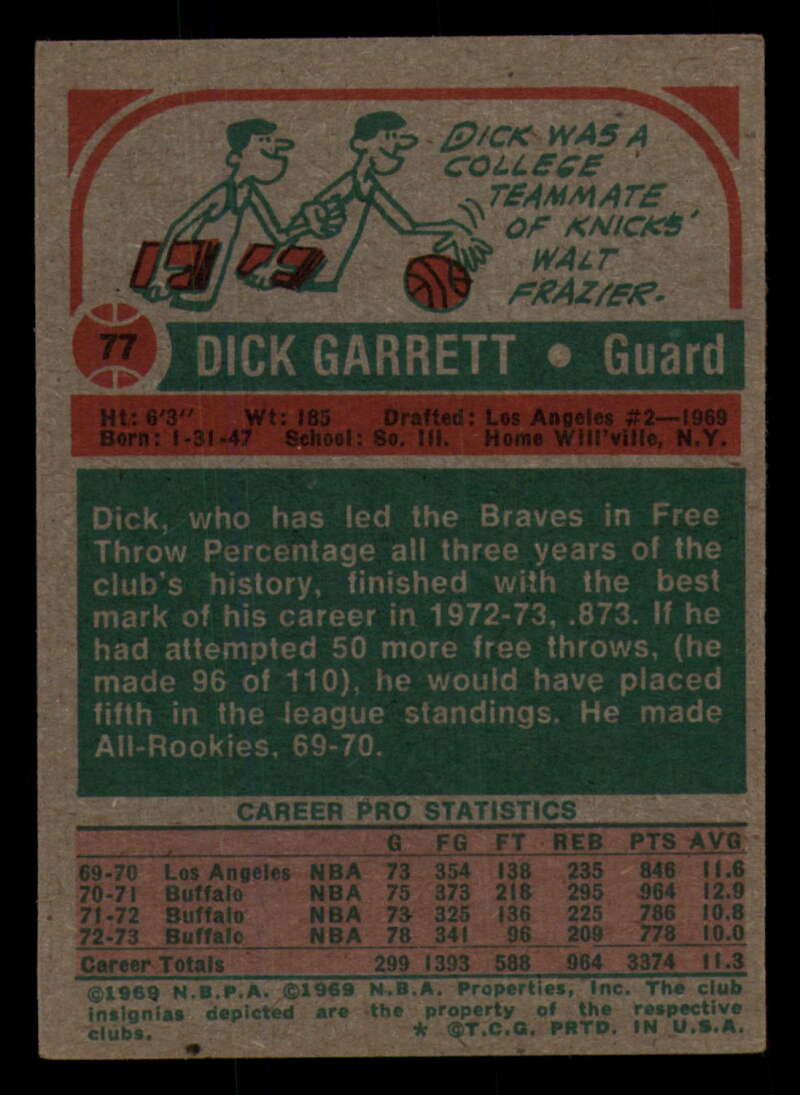 DICK WAS A
COLLEGE
TEAMMATE
OF KNICKS'
WALT
FRAZIER.
77
DICK GARRETT • Guard
Ht: 6'3" Wt: 185 Drafted: Los Angeles #2—1969
Born: 1-31-47 School: So. Ill. Home Will'ville, N.Y.
Dick, who has led the Braves in Free
Throw Percentage all three years of the
club's history, finished with the best
mark of his career in 1972-73, .873. If he
had attempted 50 more free throws, (he
made 96 of 110), he would have placed
fifth in the league standings. He made
All-Rookies, 69-70.
CAREER PRO STATISTICS
G FG FT REB PTS AVG
69-70 Los Angeles NBA 73 354 138 235 846 11.6
70-71 Buffalo NBA 75 373 218 295 964 12.9
71-72 Buffalo NBA 73 325 136 225 786 10.8
72-73 Buffalo NBA 78 341 96 209 778 10.0
Career Totals 299 1393 588 964 3374 11.3
©1969 N.B.P.A. ©1969 N.B.A. Properties, Inc. The club
insignias depicted are the property of the respective
clubs. * ©T.C.G. PRTD. IN U.S.A.